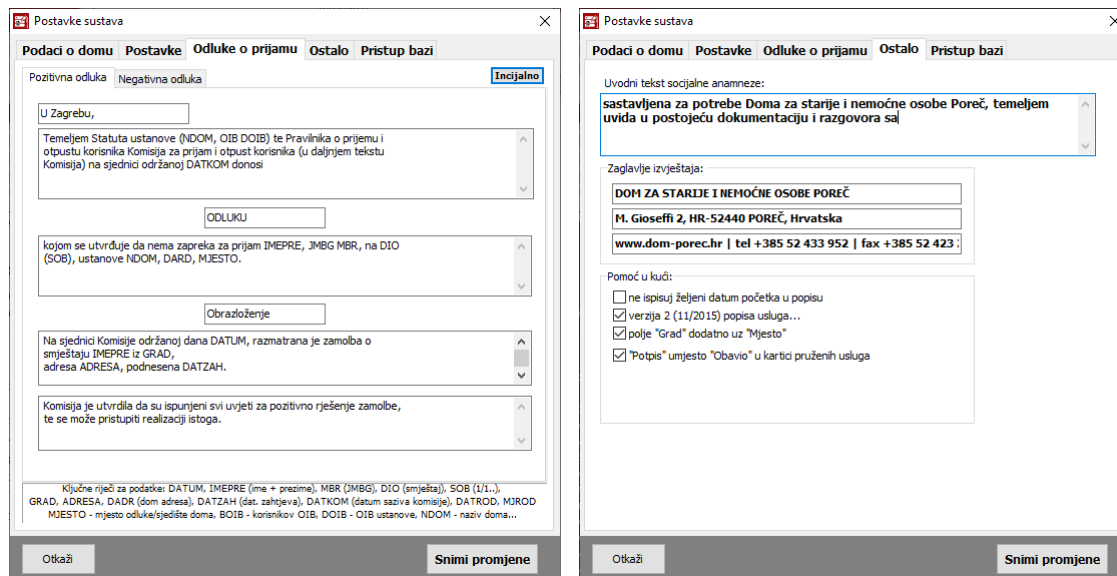 Postavke sustava
Podaci o domu Postavke Odluke o prijamu Ostalo Pristup bazi
Pozitivna odluka Negativna odluka
Incijalno
U Zagrebu,
Temeljem Statuta ustanove (NDOM, OIB DOIB) te Pravilnika o prijemu i
otpustu korisnika Komisija za prijam i otpust korisnika (u daljnjem tekstu
Komisija) na sjednici održanoj DATKOM donosi
ODLUKU
kojom se utvrđuje da nema zapreka za prijam IMEPRE, JMBG MBR, na DIO
(SOB), ustanove NDOM, DARD, MJESTO.
Obrazloženje
Na sjednici Komisije održanoj dana DATUM, razmatrana je zamolba o
smještaju IMEPRE iz GRAD,
adresa ADRESA, podnesena DATZAH.
Komisija je utvrdila da su ispunjeni svi uvjeti za pozitivno rješenje zamolbe,
te se može pristupiti realizaciji istoga.
Ključne riječi za podatke: DATUM, IMEPRE (ime + prezime), MBR (JMBG), DIO (smještaj), SOB (1/1..),
GRAD, ADRESA, DADR (dom adresa), DATZAH (dat. zahtjeva), DATKOM (datum saziva komisije), DATROD, MJROD
MJESTO - mjesto odluke/sjedište doma, BOIB - korisnikov OIB, DOIB - OIB ustanove, NDOM - naziv doma...
Otkaži
Snimi promjene
Postavke sustava
Podaci o domu Postavke Odluke o prijamu Ostalo Pristup bazi
Uvodni tekst socijalne anamneze:
sastavljena za potrebe Doma za starije i nemoćne osobe Poreč, temeljem
uvida u postojeću dokumentaciju i razgovora sa
Zaglavlje izvještaja:
DOM ZA STARIJE I NEMOĆNE OSOBE POREČ
M. Gioseffi 2, HR-52440 POREČ, Hrvatska
www.dom-porec.hr | tel +385 52 433 952 | fax +385 52 423
Pomoć u kući:
ne ispisuj željeni datum početka u popisu
verzija 2 (11/2015) popisa usluga...
polje "Grad" dodatno uz "Mjesto"
"Potpis" umjesto "Obavio" u kartici pruženih usluga
Otkaži
Snimi promjene